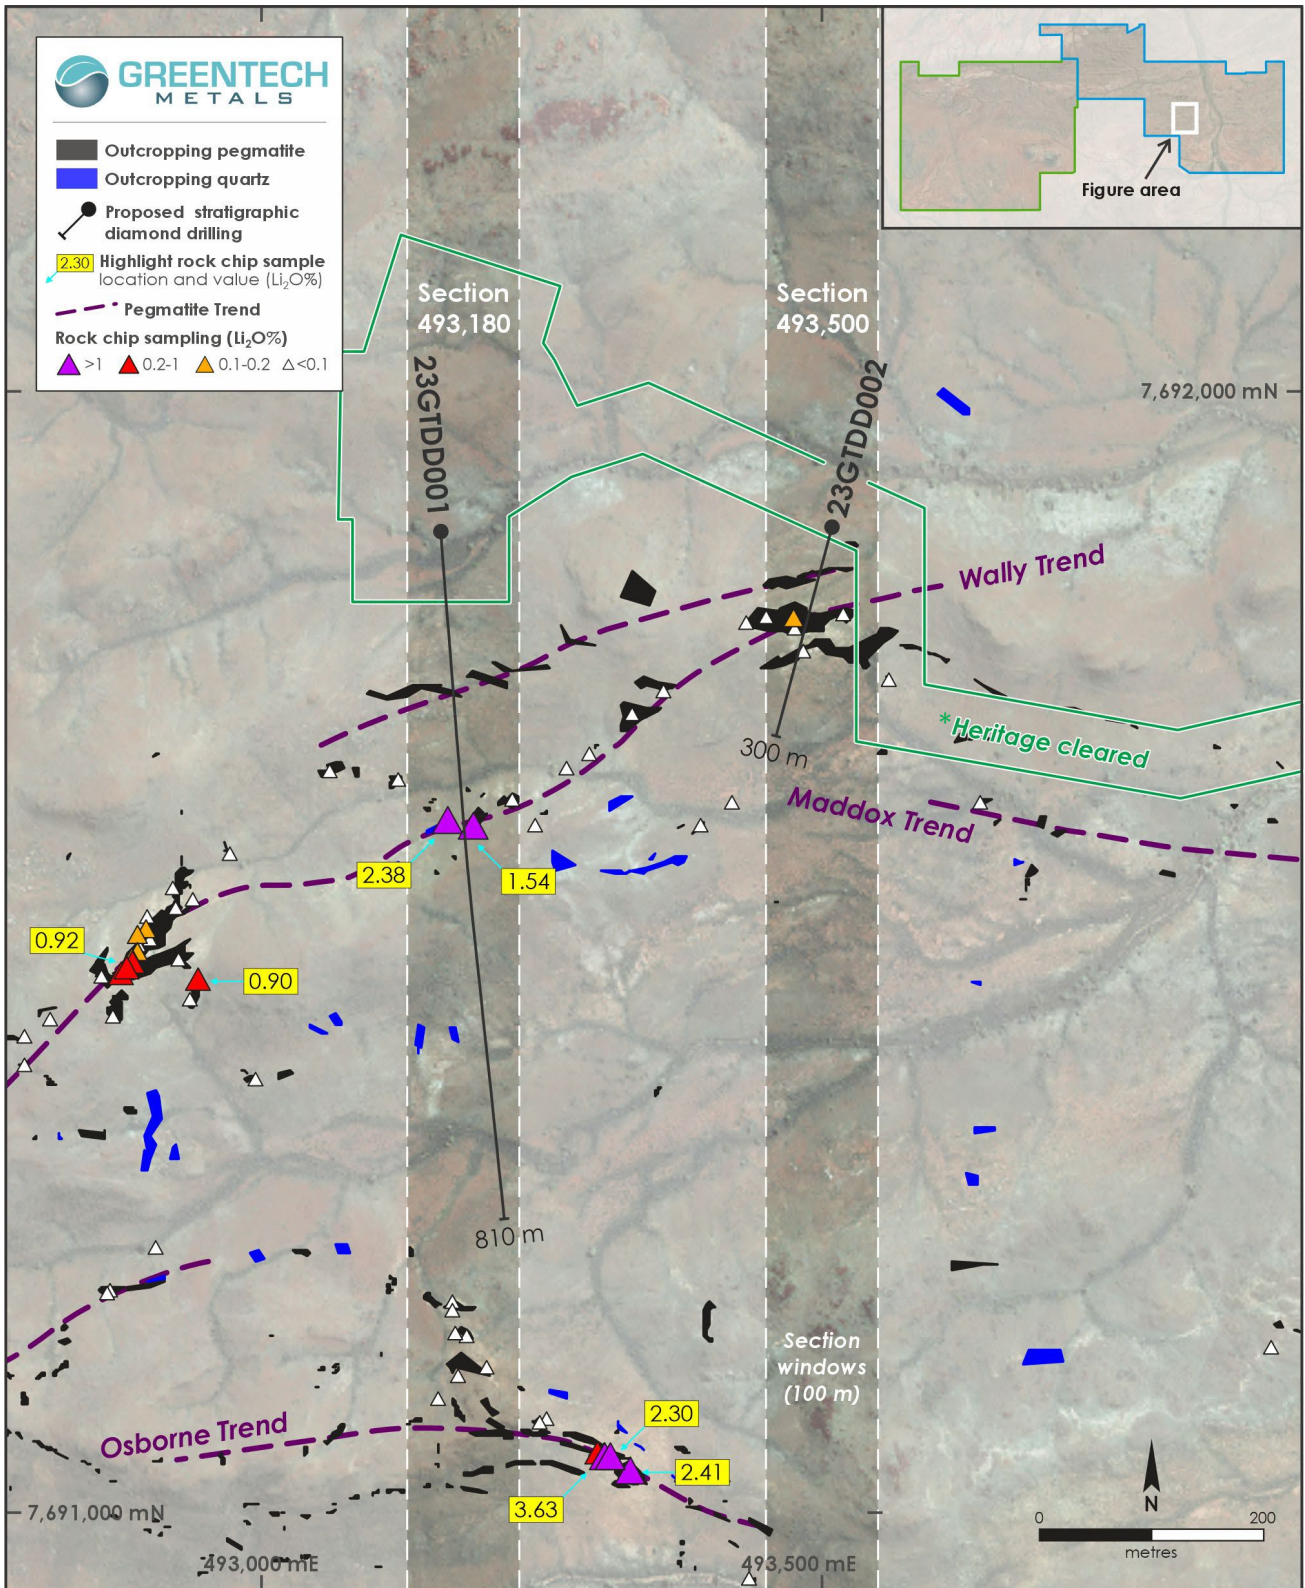 GREENTECH
METALS
Outcropping pegmatite
Outcropping quartz
Proposed stratigraphic
diamond drilling
2.30 Highlight rock chip sample
location and value (Li₂O%)
Pegmatite Trend
Rock chip sampling (Li₂O%)
>1 0.2-1 0.1-0.2 <0.1
Figure area
Section
493,180
Section
493,500
23GTDD001
23GTDD002
7,692,000 mN
Wally Trend
*Heritage cleared
300 m
Maddox Trend
2.38
1.54
0.92
0.90
810 m
Section
windows
(100 m)
Osborne Trend
2.30
2.41
3.63
7,691,000 mN
N
0 200
metres
493,000 mE
493,500 mE